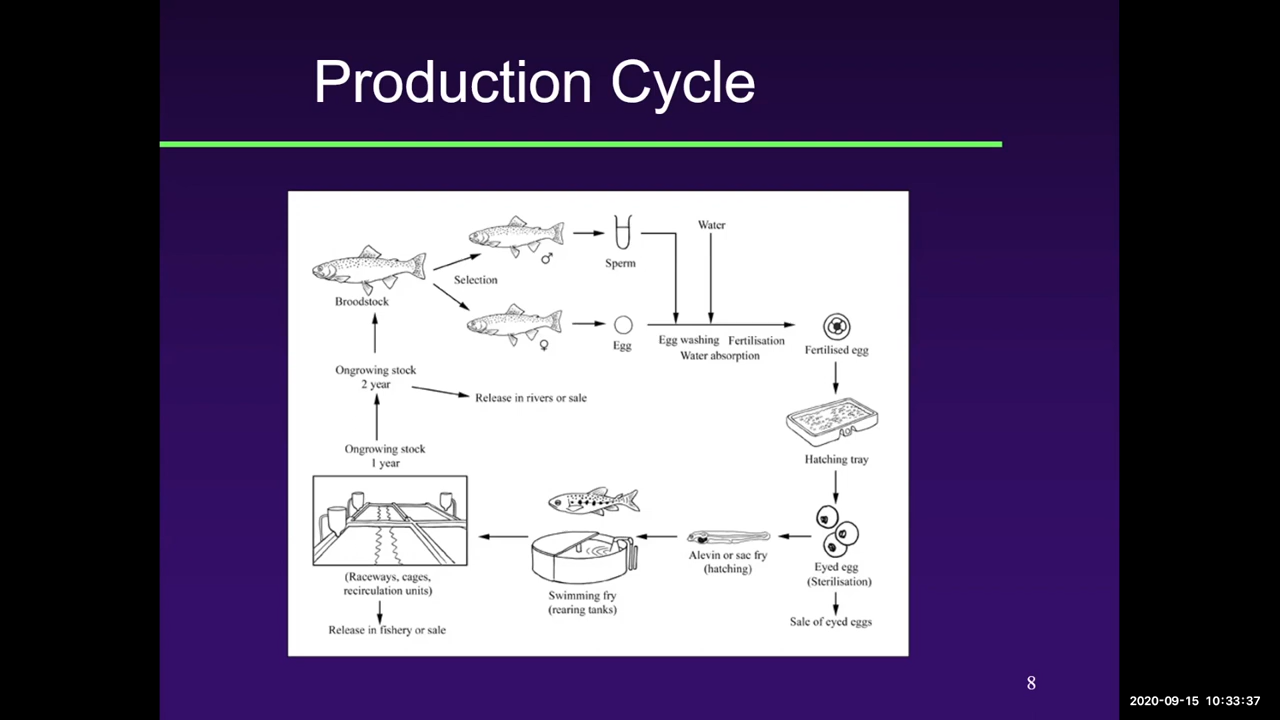 Production Cycle
Water
Sperm
♂
Selection
Broodstock
♀
Egg
Egg washing Fertilisation
Water absorption
Fertilised egg
Ongrowing stock
2 year
Release in rivers or sale
Ongrowing stock
1 year
Hatching tray
Alevin or sac fry
(hatching)
Eyed egg
(Sterilisation)
(Raceways, cages,
recirculation units)
Swimming fry
(rearing tanks)
Sale of eyed eggs
Release in fishery or sale
8
2020-09-15 10:33:37